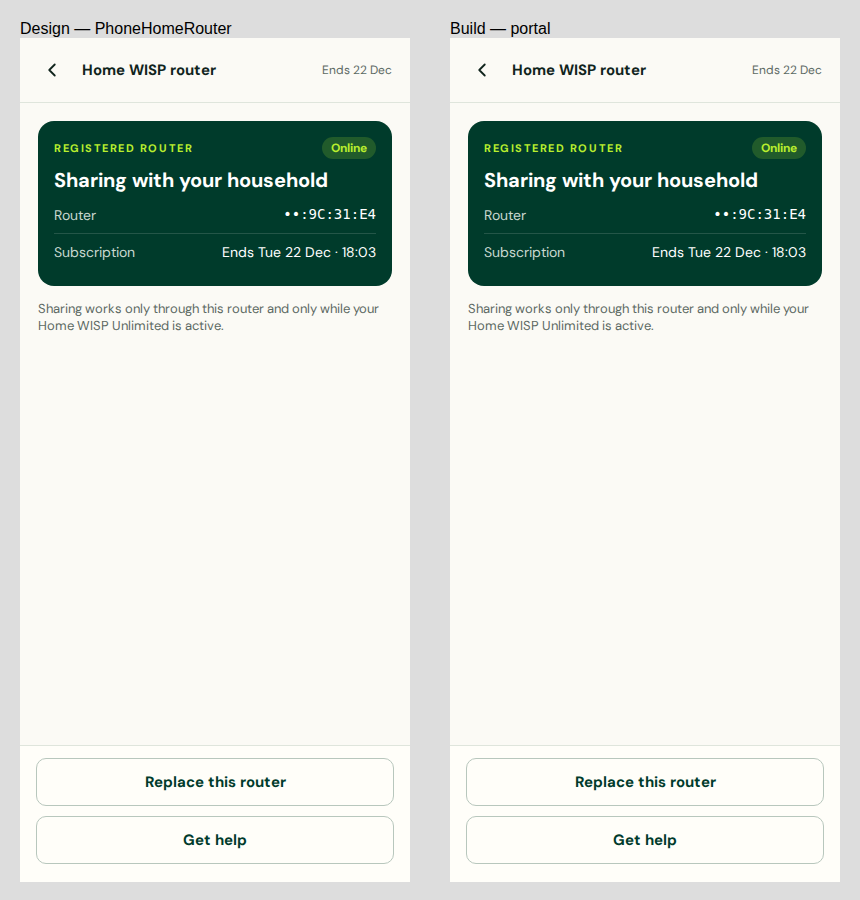 Design — PhoneHomeRouter
Home WISP router
Ends 22 Dec
REGISTERED ROUTER
Online
Sharing with your household
Router
••:9C:31:E4
Subscription
Ends Tue 22 Dec · 18:03
Sharing works only through this router and only while your
Home WISP Unlimited is active.
Replace this router
Get help
Build — portal
Home WISP router
Ends 22 Dec
REGISTERED ROUTER
Online
Sharing with your household
Router
••:9C:31:E4
Subscription
Ends Tue 22 Dec · 18:03
Sharing works only through this router and only while your
Home WISP Unlimited is active.
Replace this router
Get help